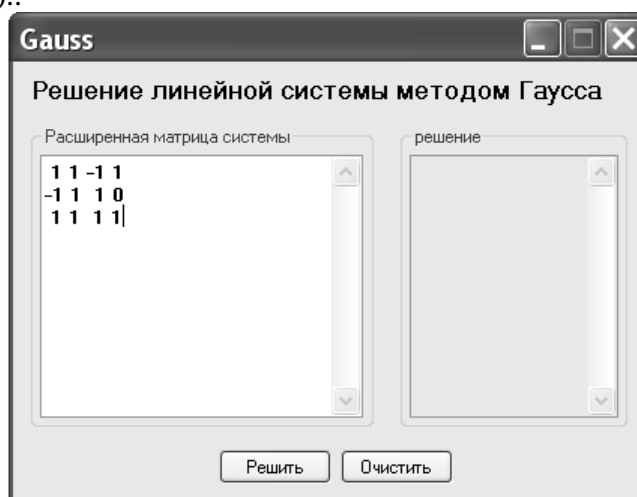 Gauss
Решение линейной системы методом Гаусса
Расширенная матрица системы
решение
1 1 -1 1
-1 1 1 0
1 1 1 1
Решить
Очистить